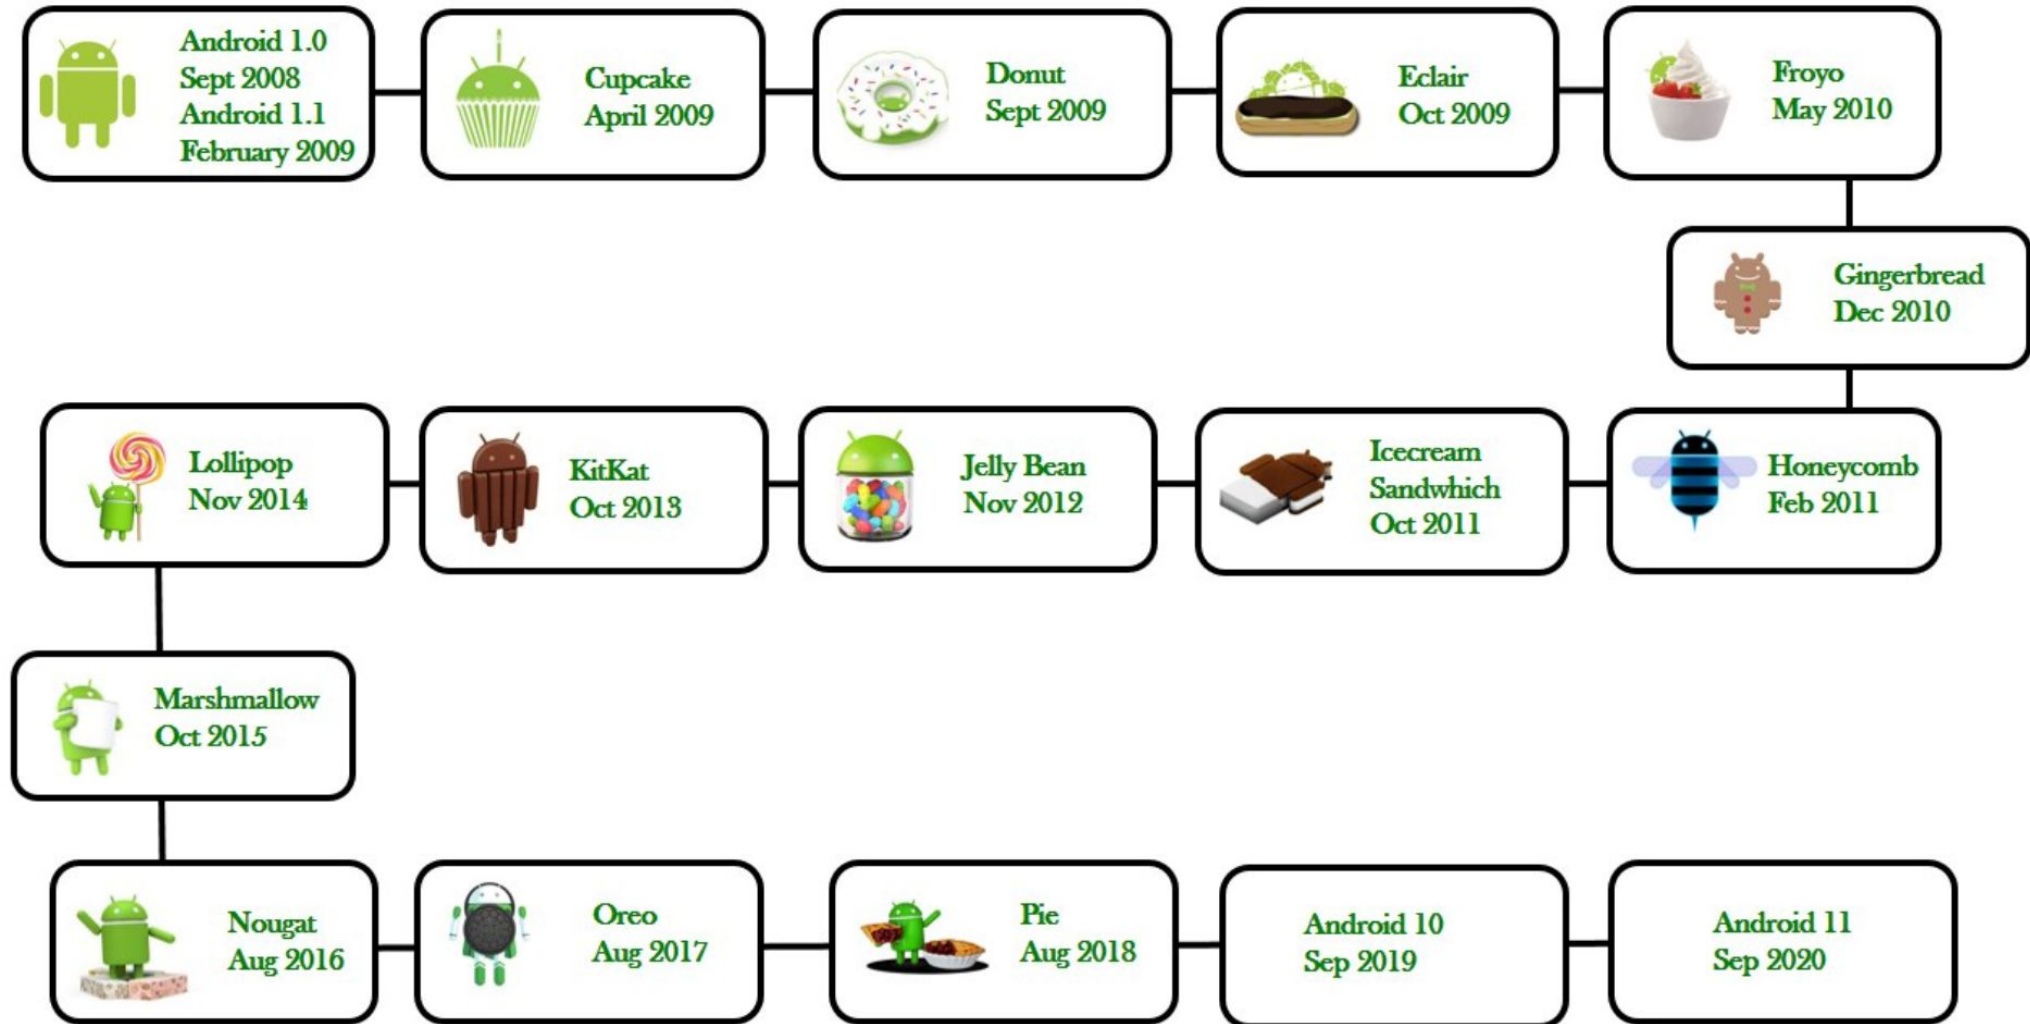 Android 1.0
Sept 2008
Android 1.1
February 2009
Cupcake
April 2009
Donut
Sept 2009
Eclair
Oct 2009
Froyo
May 2010
Gingerbread
Dec 2010
Honeycomb
Feb 2011
Icecream
Sandwhich
Oct 2011
Jelly Bean
Nov 2012
KitKat
Oct 2013
Lollipop
Nov 2014
Marshmallow
Oct 2015
Nougat
Aug 2016
Oreo
Aug 2017
Pie
Aug 2018
Android 10
Sep 2019
Android 11
Sep 2020